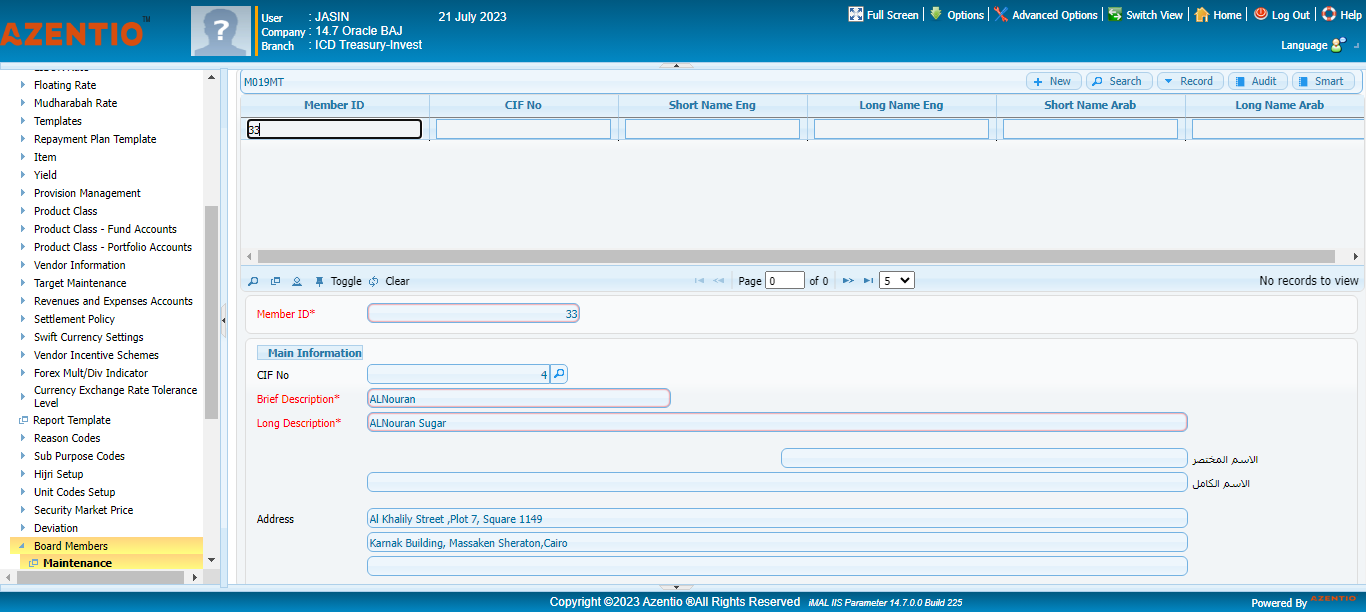 AZENTIO™
User : JASIN 21 July 2023
Company : 14.7 Oracle BAJ
Branch : ICD Treasury-Invest
Full Screen Options Advanced Options Switch View Home Log Out Help
Language
Floating Rate
Mudharabah Rate
Templates
Repayment Plan Template
Item
Yield
Provision Management
Product Class
Product Class - Fund Accounts
Product Class - Portfolio Accounts
Vendor Information
Target Maintenance
Revenues and Expenses Accounts
Settlement Policy
Swift Currency Settings
Vendor Incentive Schemes
Forex Mult/Div Indicator
Currency Exchange Rate Tolerance
Level
Report Template
Reason Codes
Sub Purpose Codes
Hijri Setup
Unit Codes Setup
Security Market Price
Deviation
Board Members
Maintenance
M019MT
New Search Record Audit Smart
Member ID CIF No Short Name Eng Long Name Eng Short Name Arab Long Name Arab
33
Toggle Clear Page 0 of 0 5 No records to view
Member ID* 33
Main Information
CIF No 4
Brief Description* ALNouran
Long Description* ALNouran Sugar
الاسم المختصر
الاسم الكامل
Address Al Khalily Street ,Plot 7, Square 1149
Karnak Building, Massaken Sheraton,Cairo
Copyright ©2023 Azentio ®All Rights Reserved iMAL IIS Parameter 14.7.0.0 Build 225
Powered By AZENTIO